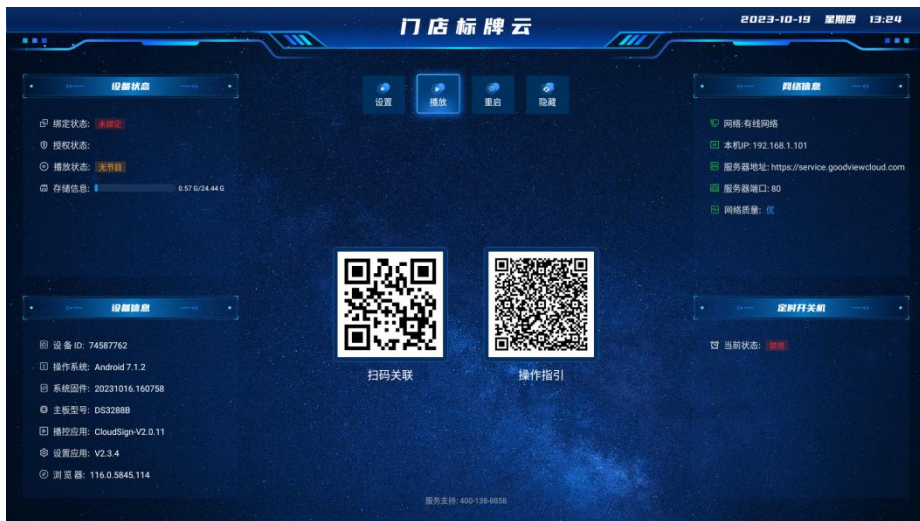 门店标牌云
2023-10-19 星期四 13:24
设备状态
绑定状态: 未绑定
授权状态:
播放状态: 无节目
存储信息: 0.57 G/24.44 G
设置
播放
重启
隐藏
网络信息
网络:有线网络
本机IP: 192.168.1.101
服务器地址: https://service.goodviewcloud.com
服务器端口: 80
网络质量: 优
设备信息
设 备 ID: 74587762
操作系统: Android 7.1.2
系统固件: 20231016.160758
主板型号: DS3288B
播控应用: CloudSign-V2.0.11
设置应用: V2.3.4
浏 览 器: 116.0.5845.114
扫码关联
操作指引
定时开关机
当前状态: 禁用
服务支持: 400-138-8858